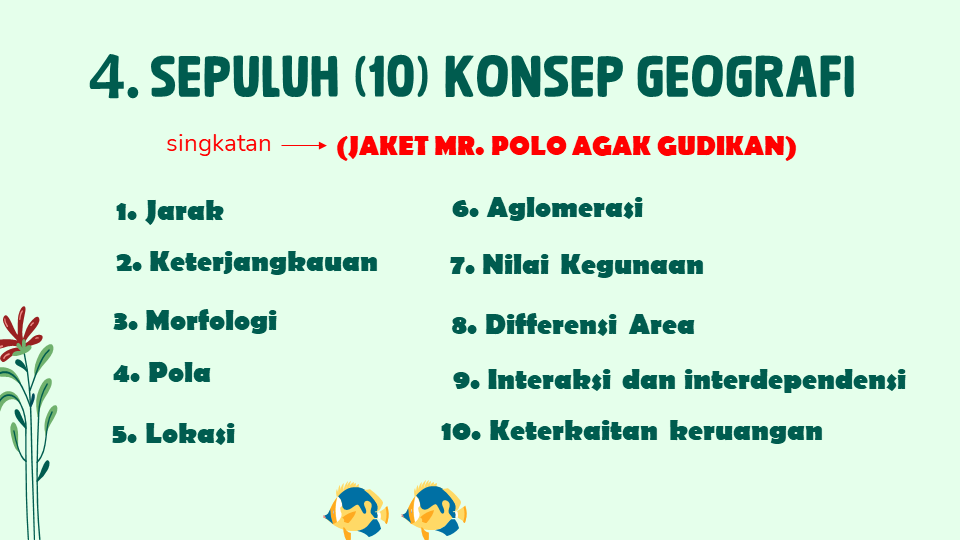 4. SEPULUH (10) KONSEP GEOGRAFI
singkatan
(JAKET MR. POLO AGAK GUDIKAN)
1. Jarak
2. Keterjangkauan
3. Morfologi
4. Pola
5. Lokasi
6. Aglomerasi
7. Nilai Kegunaan
8. Differensi Area
9. Interaksi dan interdependensi
10. Keterkaitan keruangan